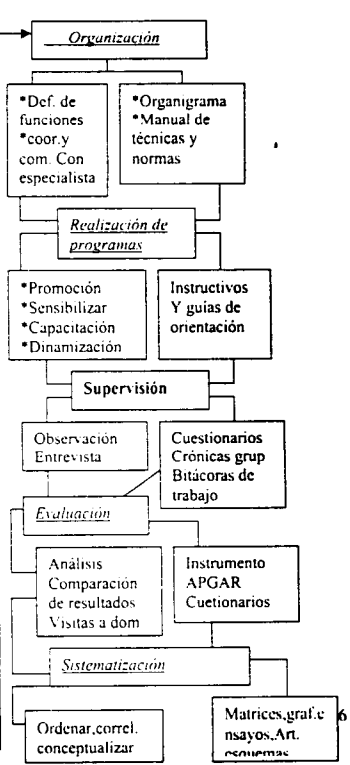 Organización
*Def. de
funciones
*coor.y
com. Con
especialista
*Organigrama
*Manual de
técnicas y
normas
Realización de
programas
*Promoción
*Sensibilizar
*Capacitación
*Dinamización
Instructivos
Y guías de
orientación
Supervisión
Observación
Entrevista
Cuestionarios
Crónicas grup
Bitácoras de
trabajo
Evaluación
Análisis
Comparación
de resultados
Visitas a dom
Instrumento
APGAR
Cuetionarios
Sistematización
Ordenar,correl.
conceptualizar
Matrices,graf.e
nsayos,Art.
esquemas
6